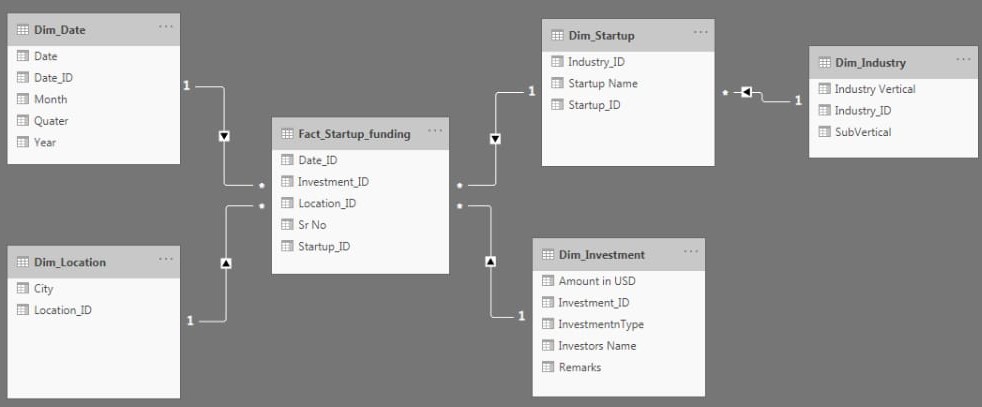 Dim_Date
Date
Date_ID
Month
Quater
Year
1
*
Dim_Location
City
Location_ID
1
*
Fact_Startup_funding
Date_ID
Investment_ID
Location_ID
Sr No
Startup_ID
Dim_Startup
Industry_ID
Startup Name
Startup_ID
1
*
Dim_Industry
Industry Vertical
Industry_ID
SubVertical
1
*
Dim_Investment
Amount in USD
Investment_ID
InvestmentnType
Investors Name
Remarks
1
*